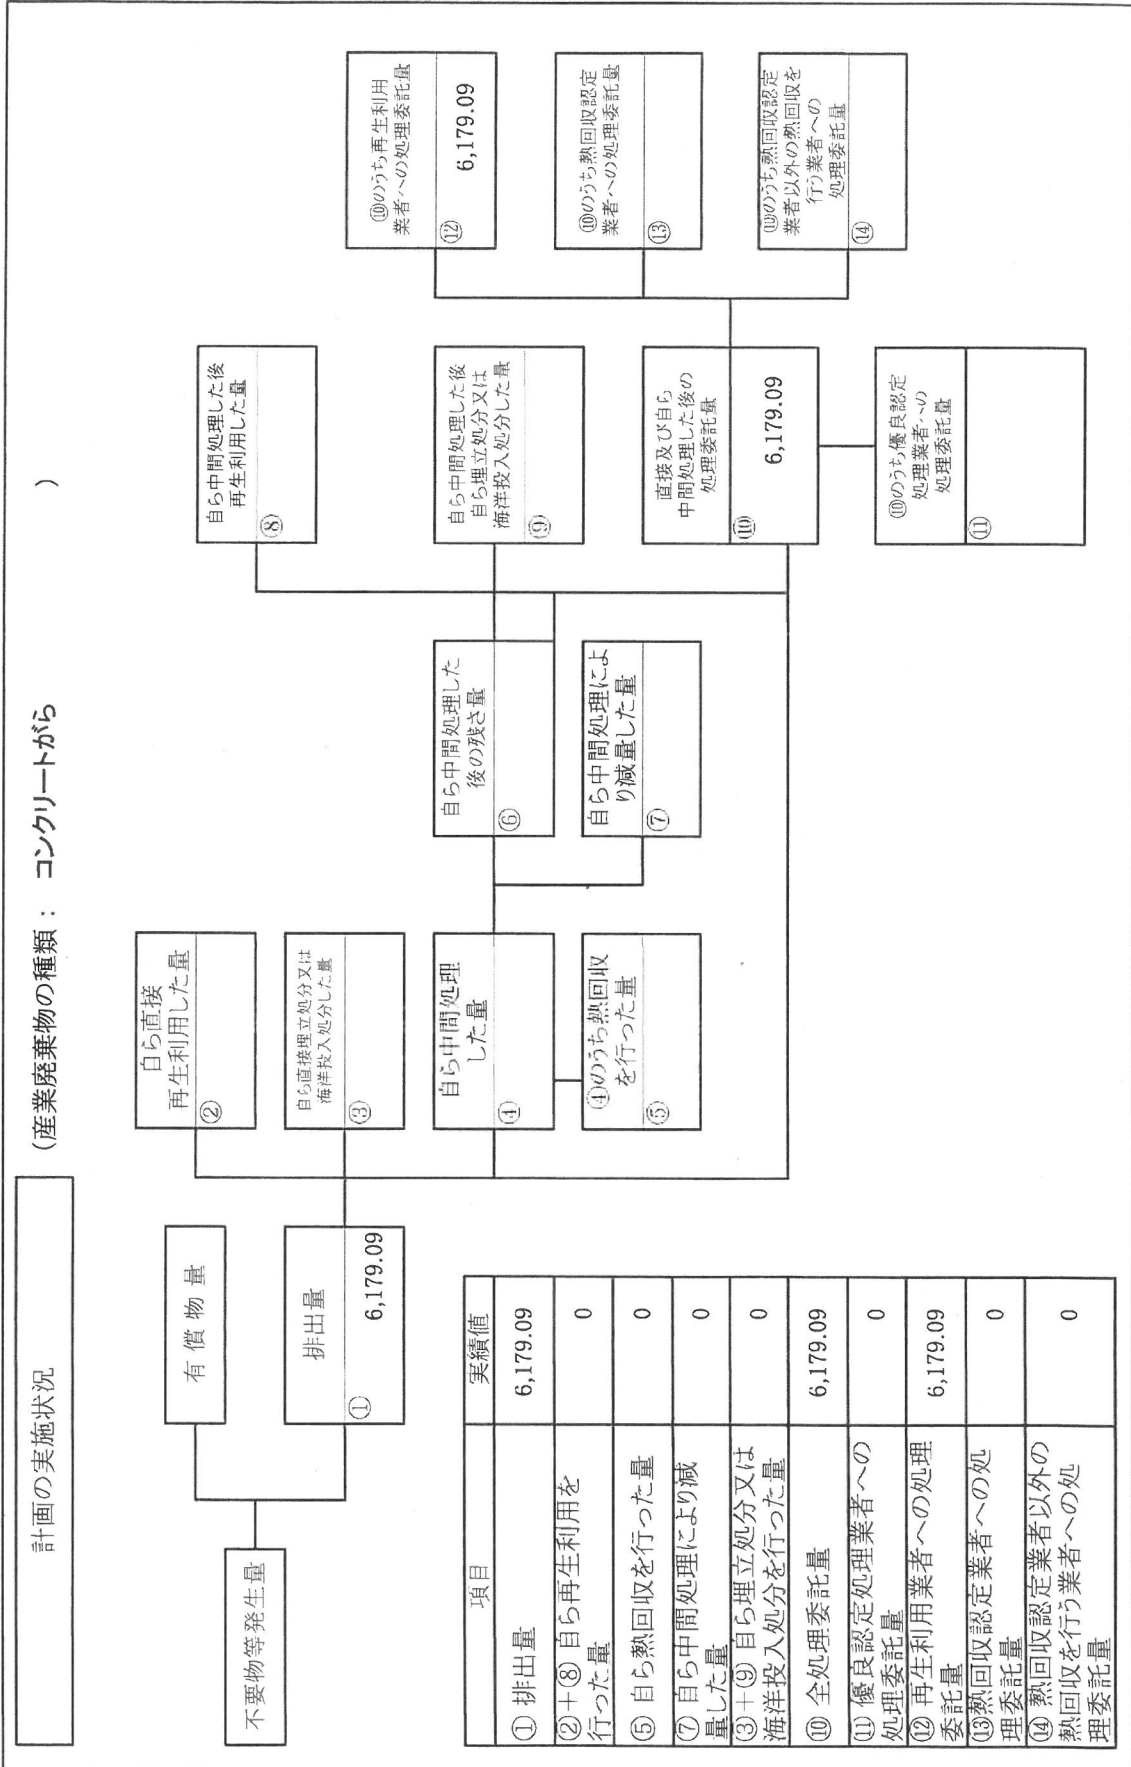 計画の実施状況
(産業廃棄物の種類： コンクリートがら )
不要物等発生量
有 償 物 量
排出量
① 6,179.09
自ら直接
再生利用した量
②
自ら直接埋立処分又は
海洋投入処分した量
③
自ら中間処理
した量
④
④のうち熱回収
を行った量
⑤
自ら中間処理した
後の残さ量
⑥
自ら中間処理によ
り減量した量
⑦
自ら中間処理した後
再生利用した量
⑧
自ら中間処理した後
自ら埋立処分又は
海洋投入処分した量
⑨
直接及び自ら
中間処理した後の
処理委託量
⑩ 6,179.09
⑩のうち優良認定
処理業者への
処理委託量
⑪
⑩のうち再生利用
業者への処理委託量
⑫ 6,179.09
⑩のうち熱回収認定
業者への処理委託量
⑬
⑩のうち熱回収認定
業者以外の熱回収を
行う業者への
処理委託量
⑭
項目 実績値
① 排出量 6,179.09
②＋⑧ 自ら再生利用を
行った量 0
⑤ 自ら熱回収を行った量 0
⑦ 自ら中間処理により減
量した量 0
③＋⑨ 自ら埋立処分又は
海洋投入処分を行った量 0
⑩ 全処理委託量 6,179.09
⑪ 優良認定処理業者への
処理委託量 0
⑫ 再生利用業者への処理
委託量 6,179.09
⑬熱回収認定業者への処
理委託量 0
⑭ 熱回収認定業者以外の
熱回収を行う業者への処
理委託量 0